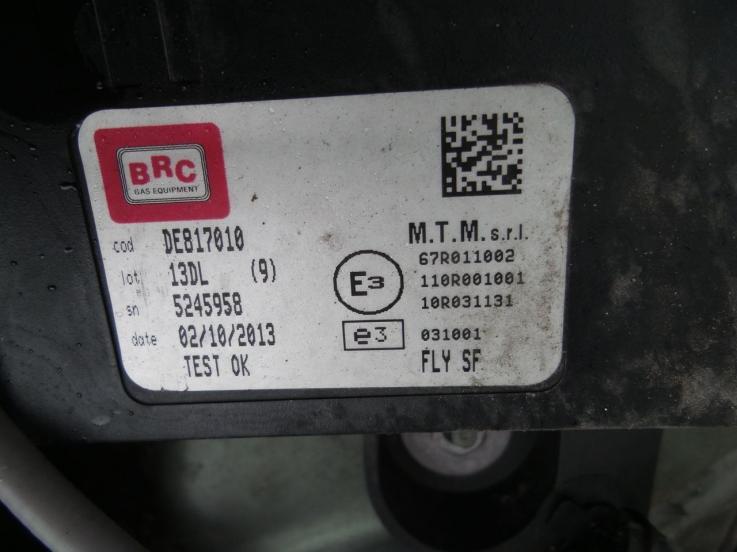 BRC
GAS EQUIPMENT
cod DE817010
lot 13DL (9)
sn 5245958
date 02/10/2013
TEST OK
M.T.M. s.r.l.
67R011002
E3 110R001001
10R031131
e3 031001
FLY SF